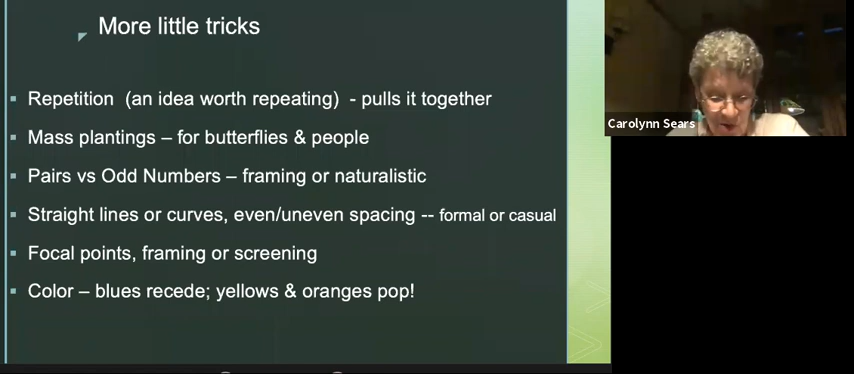 More little tricks
Repetition (an idea worth repeating) - pulls it together
Mass plantings – for butterflies & people
Pairs vs Odd Numbers – framing or naturalistic
Straight lines or curves, even/uneven spacing -- formal or casual
Focal points, framing or screening
Color – blues recede; yellows & oranges pop!
Carolynn Sears